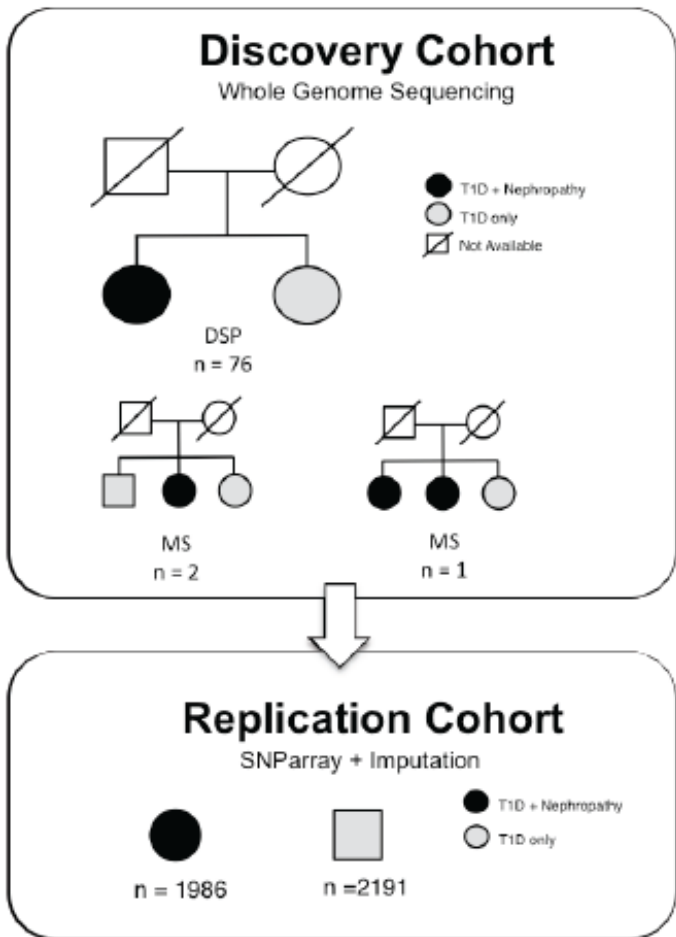 Discovery Cohort
Whole Genome Sequencing
T1D + Nephropathy
T1D only
Not Available
DSP
n = 76
MS
n = 2
MS
n = 1
Replication Cohort
SNParray + Imputation
T1D + Nephropathy
T1D only
n = 1986
n =2191